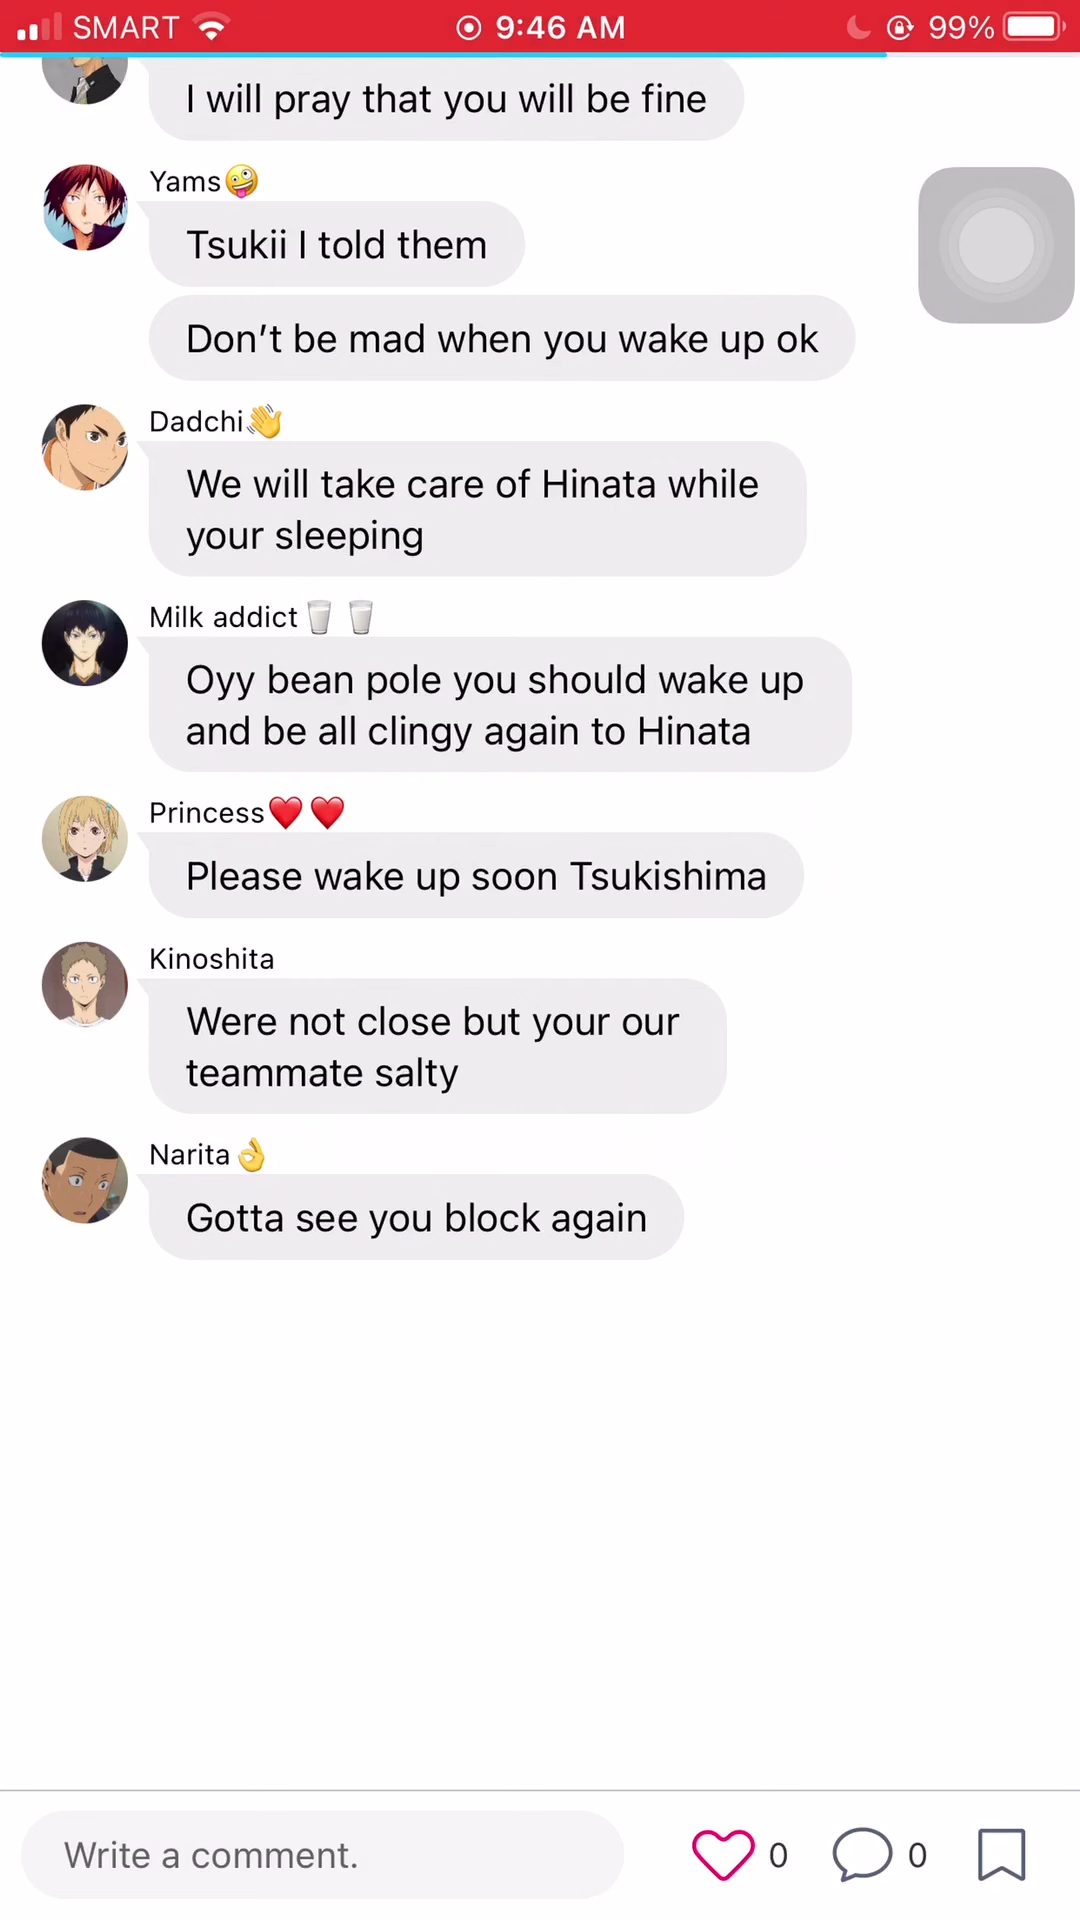 SMART 9:46 AM 99%
I will pray that you will be fine
Yams🤪
Tsukii I told them
Don’t be mad when you wake up ok
Dadchi👋
We will take care of Hinata while
your sleeping
Milk addict🥛🥛
Oyy bean pole you should wake up
and be all clingy again to Hinata
Princess❤️❤️
Please wake up soon Tsukishima
Kinoshita
Were not close but your our
teammate salty
Narita👌
Gotta see you block again
Write a comment. 0 0